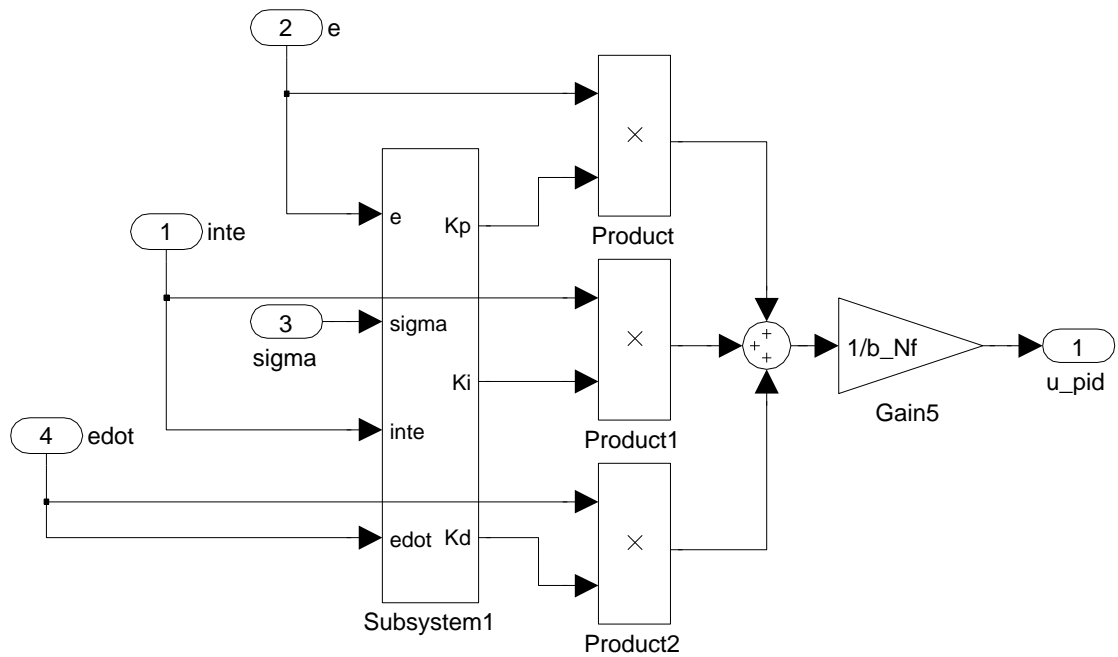 2 e
e Kp
Product
1 inte
3 sigma
sigma
Ki
1/b_Nf
1
u_pid
Gain5
inte
4 edot
Product1
edot Kd
Subsystem1
Product2